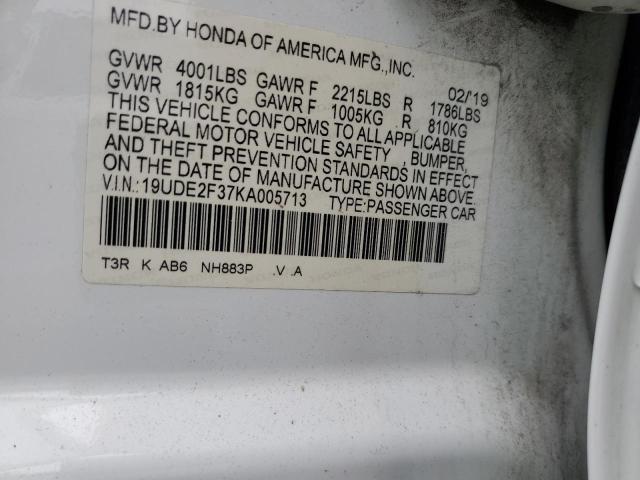 MFD.BY HONDA OF AMERICA MFG.,INC.
02/'19
GVWR 4001LBS GAWR F 2215LBS R 1786LBS
GVWR 1815KG GAWR F 1005KG R 810KG
THIS VEHICLE CONFORMS TO ALL APPLICABLE
FEDERAL MOTOR VEHICLE SAFETY , BUMPER,
AND THEFT PREVENTION STANDARDS IN EFFECT
ON THE DATE OF MANUFACTURE SHOWN ABOVE.
V.I.N.:19UDE2F37KA005713 TYPE:PASSENGER CAR
T3R K AB6 NH883P .V .A